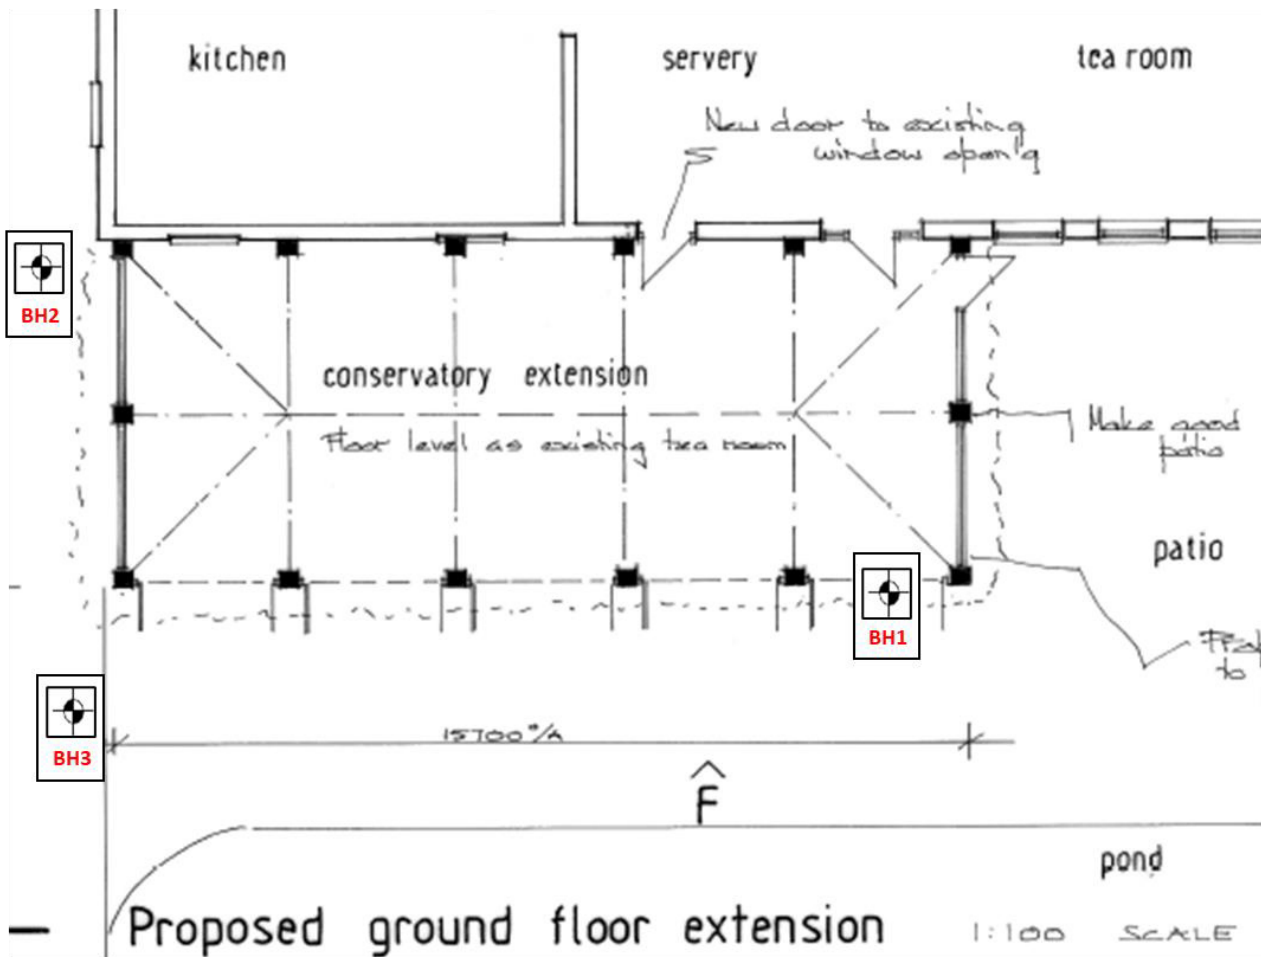 kitchen
servery
tea room
New door to existing
window open'g
BH2
conservatory extension
Floor level as existing tea room
Make good
patio
patio
BH1
to
BH3
15700 o/A
F
pond
Proposed ground floor extension
1:100 SCALE